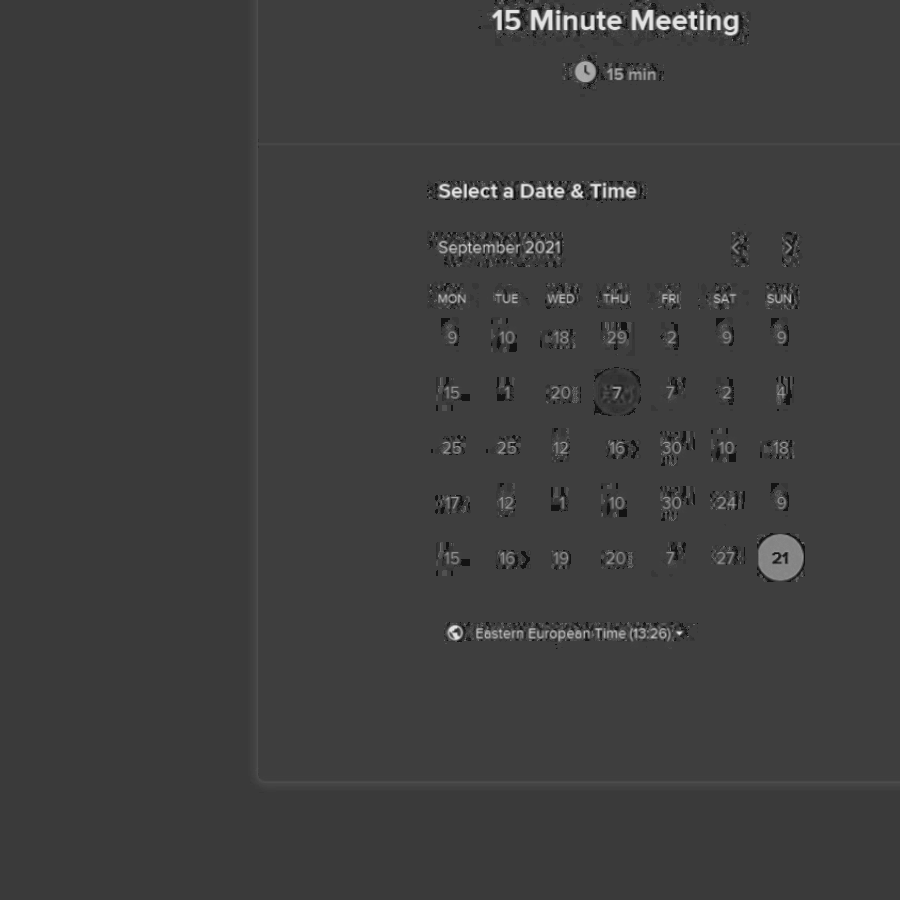 15 Minute Meeting
15 min
Select a Date & Time
September 2021
MON TUE WED THU FRI SAT SUN
9 10 18 29 2 9 9
15 1 20 7 7 2 4
25 25 12 16 30 10 18
17 12 1 10 30 24 9
15 16 19 20 7 27 21
Eastern European Time (13:26)